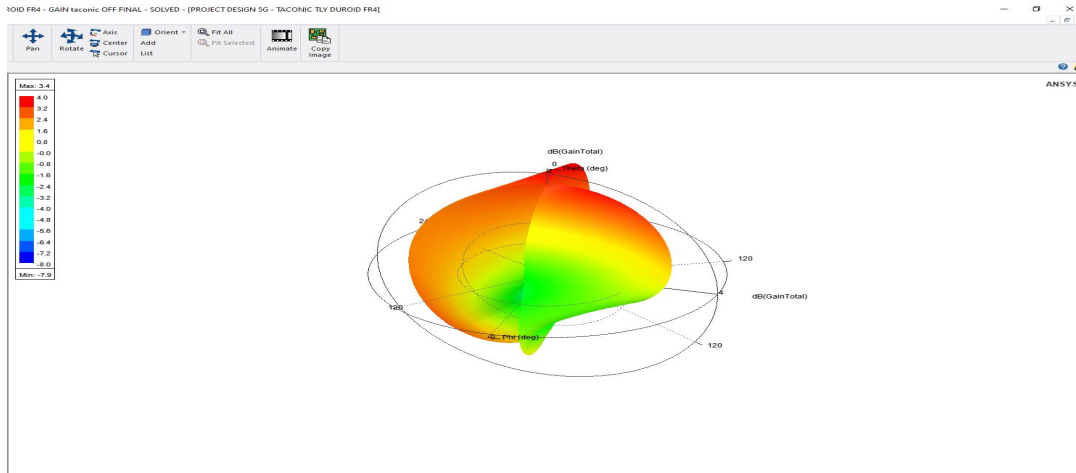 ROID FR4 - GAIN taconic OFF FINAL - SOLVED - [PROJECT DESIGN 5G - TACONIC TLY DUROID FR4]
Pan
Rotate
Axis
Center
Cursor
Orient
Add
List
Fit All
Fit Selected
Animate
Copy Image
ANSYS
Max: 3.4
4.0
3.2
2.4
1.6
0.8
-0.0
-0.8
-1.6
-2.4
-3.2
-4.0
-4.8
-5.6
-6.4
-7.2
-8.0
Min: -7.9
dB(GainTotal)
0
Theta (deg)
120
4
dB(GainTotal)
120
Phi (deg)